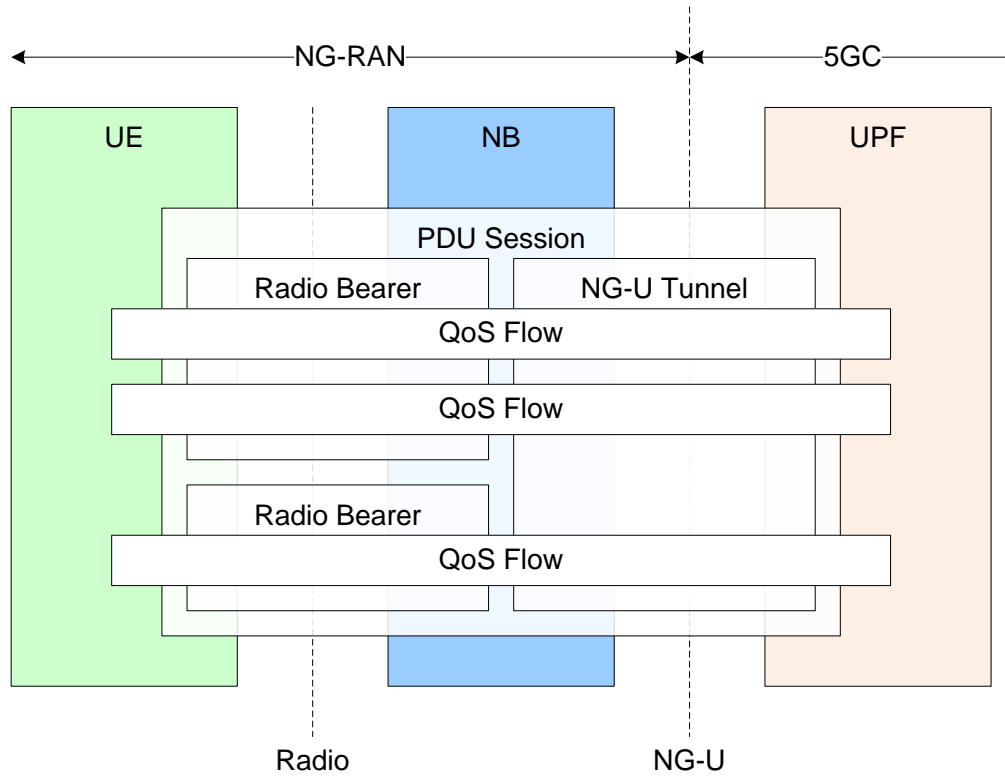 NG-RAN
5GC
UE
NB
UPF
PDU Session
Radio Bearer
NG-U Tunnel
QoS Flow
QoS Flow
Radio Bearer
QoS Flow
Radio
NG-U